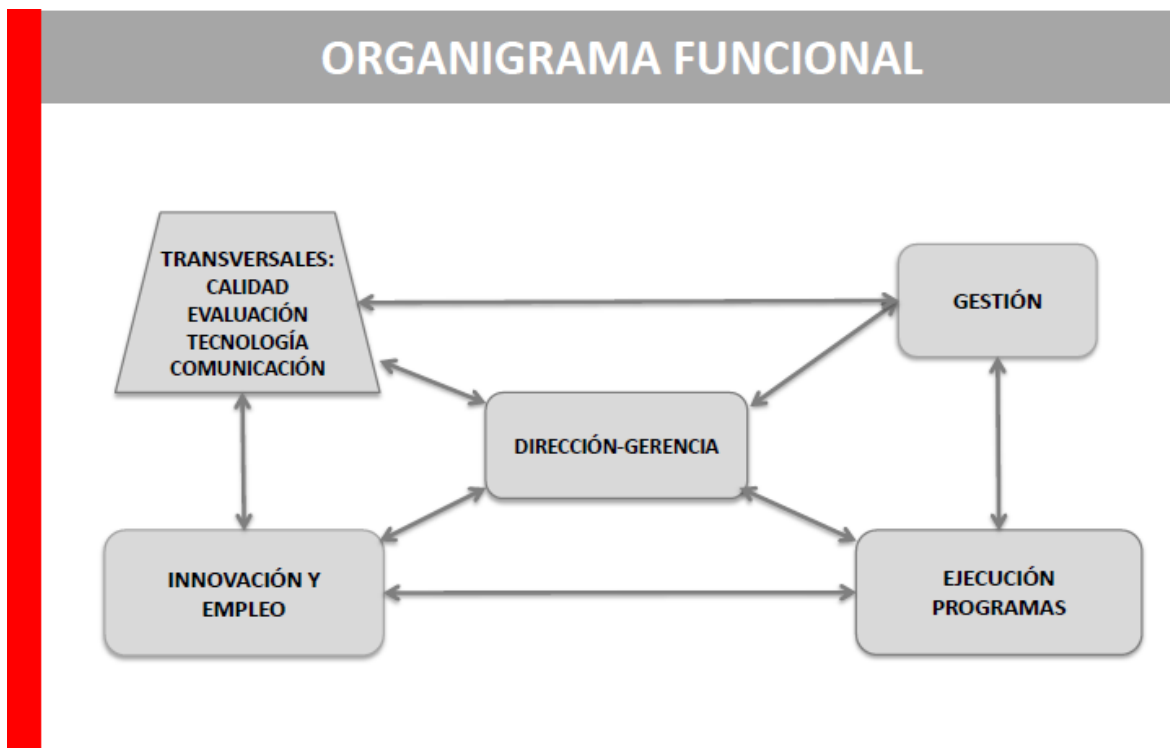 ORGANIGRAMA FUNCIONAL
TRANSVERSALES:
CALIDAD
EVALUACIÓN
TECNOLOGÍA
COMUNICACIÓN
GESTIÓN
DIRECCIÓN-GERENCIA
INNOVACIÓN Y
EMPLEO
EJECUCIÓN
PROGRAMAS